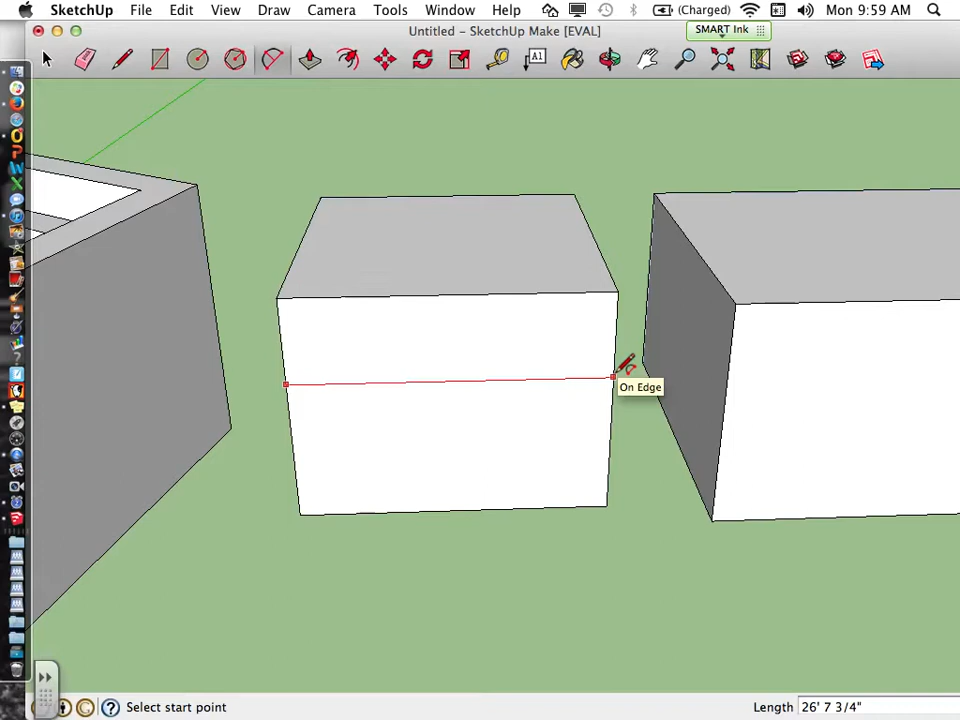 SketchUp File Edit View Draw Camera Tools Window Help (Charged) Mon 9:59 AM
Untitled – SketchUp Make [EVAL]
SMART Ink
A1
On Edge
Select start point
Length 26' 7 3/4"